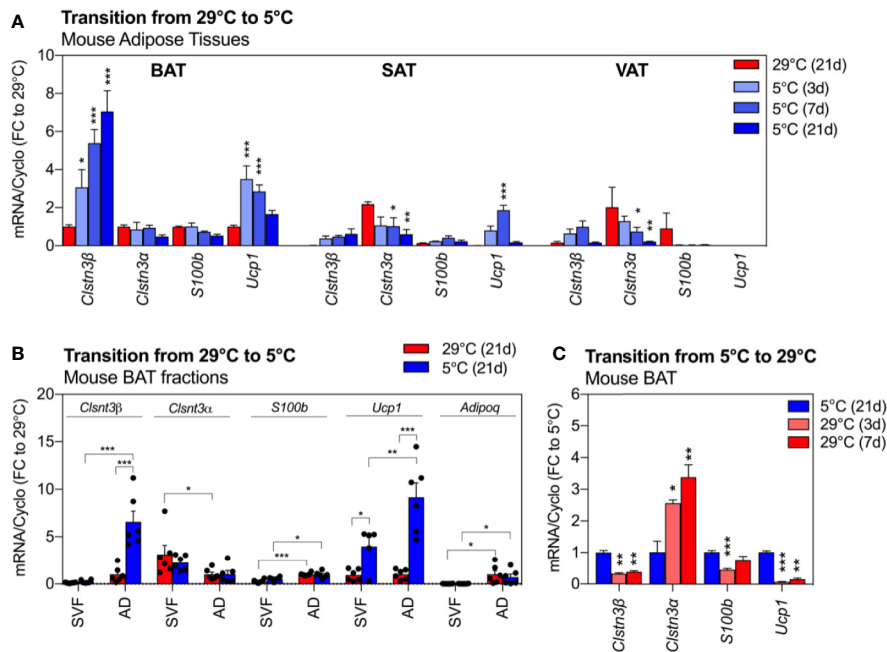 A
Transition from 29°C to 5°C
Mouse Adipose Tissues
mRNA/Cyclo (FC to 29°C)
10
8
6
4
2
0
BAT
SAT
VAT
29°C (21d)
5°C (3d)
5°C (7d)
5°C (21d)
*
***
***
***
***
*
**
***
*
**
Clstn3β
Clstn3α
S100b
Ucp1
Clstn3β
Clstn3α
S100b
Ucp1
Clstn3β
Clstn3α
S100b
Ucp1
B
Transition from 29°C to 5°C
Mouse BAT fractions
29°C (21d)
5°C (21d)
mRNA/Cyclo (FC to 29°C)
20
15
10
5
0
Clsnt3β
Clsnt3α
S100b
Ucp1
Adipoq
***
***
*
*
***
***
**
*
*
*
SVF
AD
SVF
AD
SVF
AD
SVF
AD
SVF
AD
C
Transition from 5°C to 29°C
Mouse BAT
mRNA/Cyclo (FC to 5°C)
6
5
4
3
2
1
0
5°C (21d)
29°C (3d)
29°C (7d)
**
**
*
**
***
***
**
Clstn3β
Clstn3α
S100b
Ucp1